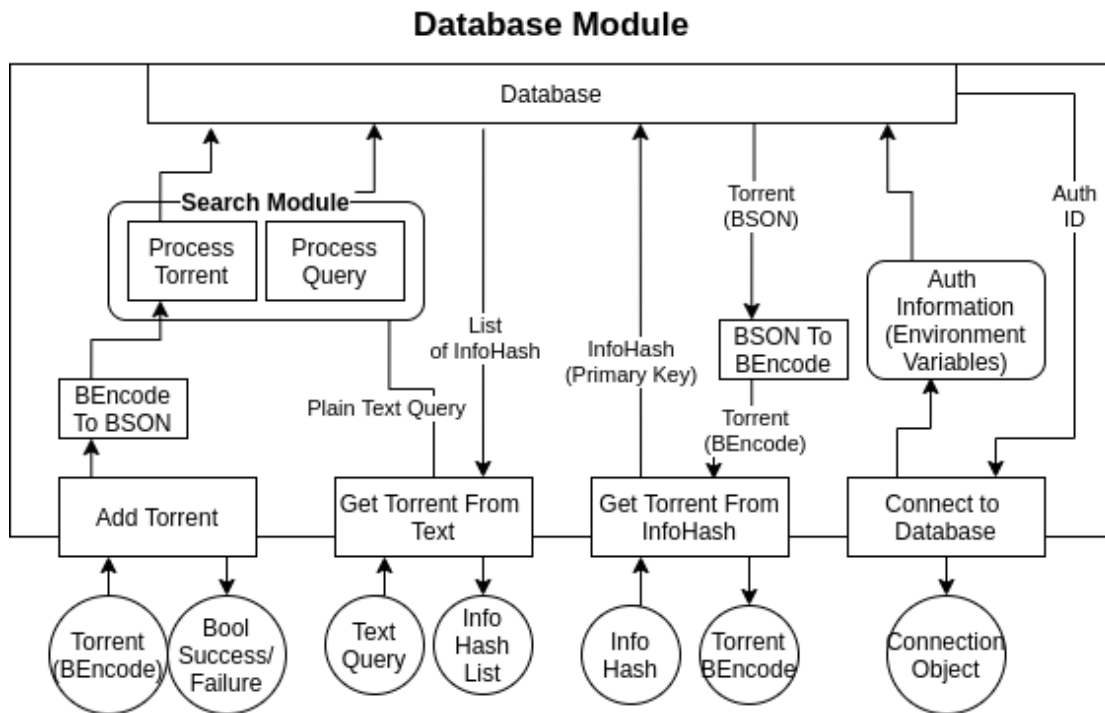 Database Module
Database
Search Module
Process
Torrent
Process
Query
Torrent
(BSON)
Auth
ID
Auth
Information
(Environment
Variables)
List
of InfoHash
InfoHash
(Primary Key)
BSON To
BEncode
BEncode
To BSON
Plain Text Query
Torrent
(BEncode)
Add Torrent
Get Torrent From
Text
Get Torrent From
InfoHash
Connect to
Database
Torrent
(BEncode)
Bool
Success/
Failure
Text
Query
Info
Hash
List
Info
Hash
Torrent
BEncode
Connection
Object